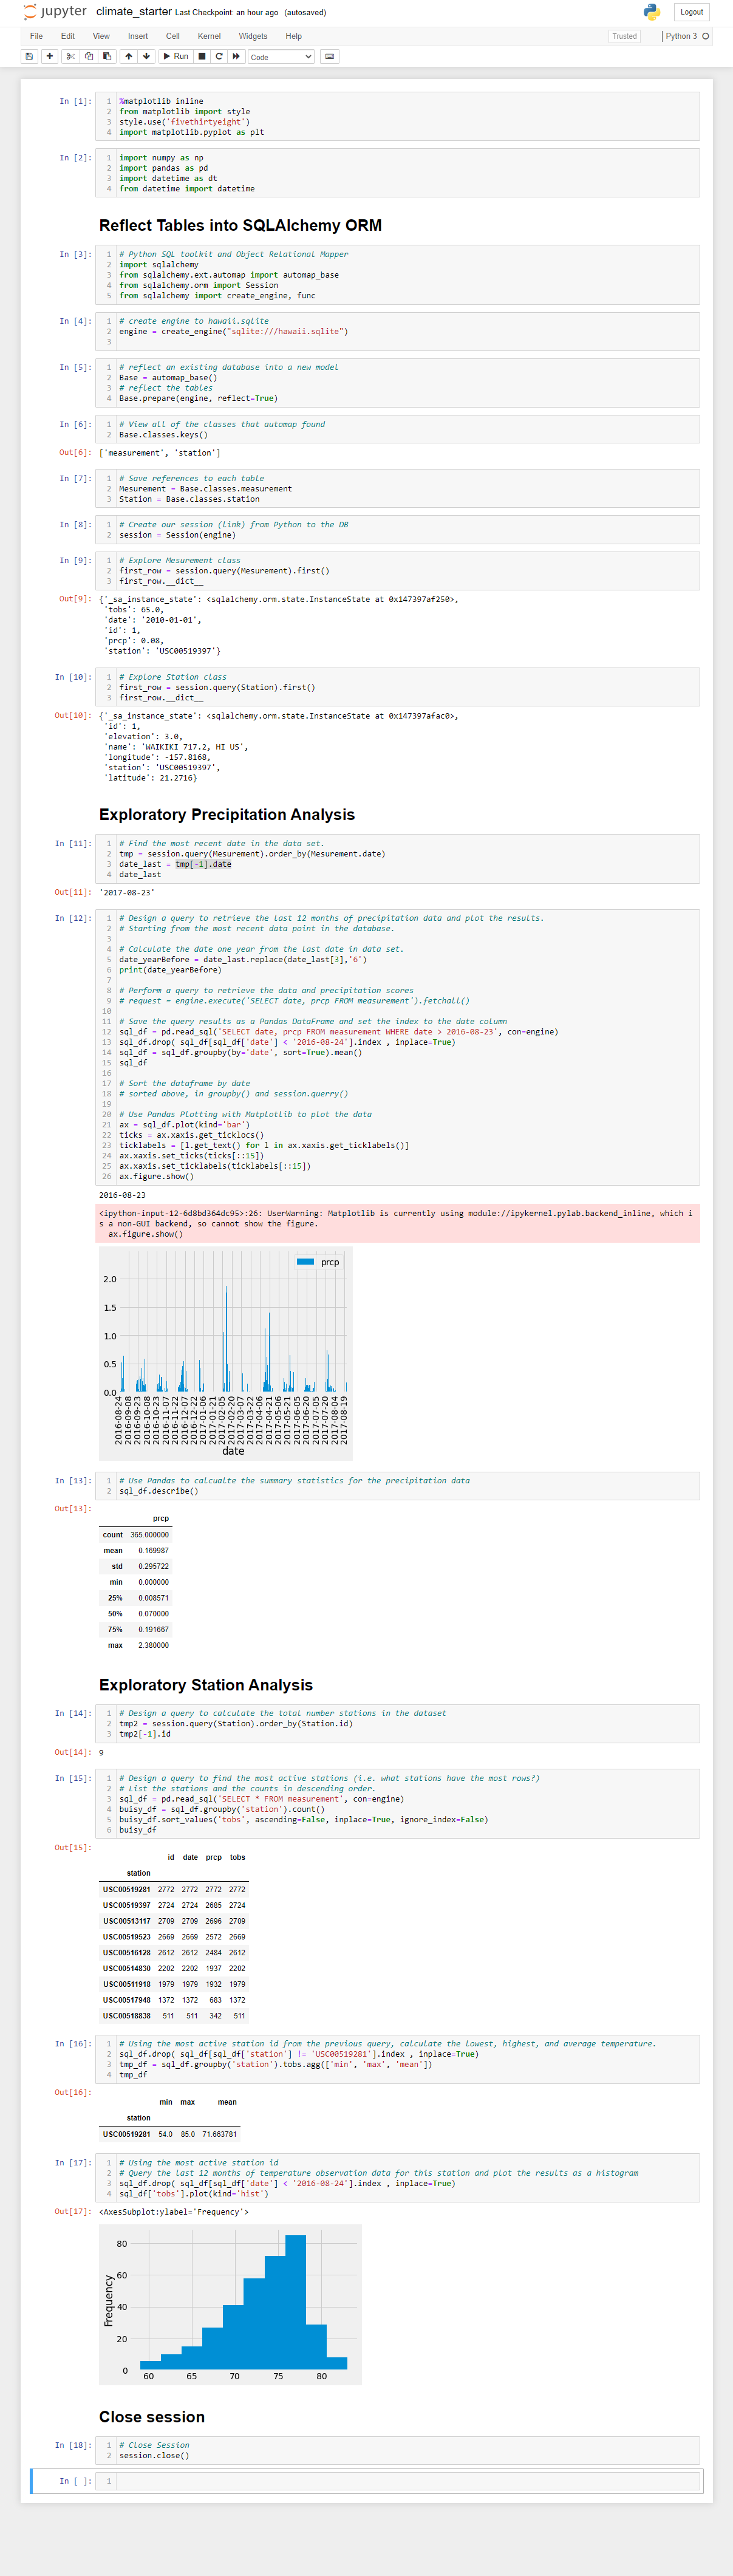 jupyter climate_starter Last Checkpoint: an hour ago (autosaved)
Logout
File Edit View Insert Cell Kernel Widgets Help
Trusted Python 3
Run Code
In [1]:
1 %matplotlib inline
2 from matplotlib import style
3 style.use('fivethirtyeight')
4 import matplotlib.pyplot as plt
In [2]:
1 import numpy as np
2 import pandas as pd
3 import datetime as dt
4 from datetime import datetime
Reflect Tables into SQLAlchemy ORM
In [3]:
1 # Python SQL toolkit and Object Relational Mapper
2 import sqlalchemy
3 from sqlalchemy.ext.automap import automap_base
4 from sqlalchemy.orm import Session
5 from sqlalchemy import create_engine, func
In [4]:
1 # create engine to hawaii.sqlite
2 engine = create_engine("sqlite:///hawaii.sqlite")
3
In [5]:
1 # reflect an existing database into a new model
2 Base = automap_base()
3 # reflect the tables
4 Base.prepare(engine, reflect=True)
In [6]:
1 # View all of the classes that automap found
2 Base.classes.keys()
Out[6]: ['measurement', 'station']
In [7]:
1 # Save references to each table
2 Mesurement = Base.classes.measurement
3 Station = Base.classes.station
In [8]:
1 # Create our session (link) from Python to the DB
2 session = Session(engine)
In [9]:
1 # Explore Mesurement class
2 first_row = session.query(Mesurement).first()
3 first_row.__dict__
Out[9]: {'_sa_instance_state': <sqlalchemy.orm.state.InstanceState at 0x147397af250>,
'tobs': 65.0,
'date': '2010-01-01',
'id': 1,
'prcp': 0.08,
'station': 'USC00519397'}
In [10]:
1 # Explore Station class
2 first_row = session.query(Station).first()
3 first_row.__dict__
Out[10]: {'_sa_instance_state': <sqlalchemy.orm.state.InstanceState at 0x147397afac0>,
'id': 1,
'elevation': 3.0,
'name': 'WAIKIKI 717.2, HI US',
'longitude': -157.8168,
'station': 'USC00519397',
'latitude': 21.2716}
Exploratory Precipitation Analysis
In [11]:
1 # Find the most recent date in the data set.
2 tmp = session.query(Mesurement).order_by(Mesurement.date)
3 date_last = tmp[-1].date
4 date_last
Out[11]: '2017-08-23'
In [12]:
1 # Design a query to retrieve the last 12 months of precipitation data and plot the results.
2 # Starting from the most recent data point in the database.
3
4 # Calculate the date one year from the last date in data set.
5 date_yearBefore = date_last.replace(date_last[3],'6')
6 print(date_yearBefore)
7
8 # Perform a query to retrieve the data and precipitation scores
9 # request = engine.execute('SELECT date, prcp FROM measurement').fetchall()
10
11 # Save the query results as a Pandas DataFrame and set the index to the date column
12 sql_df = pd.read_sql('SELECT date, prcp FROM measurement WHERE date > 2016-08-23', con=engine)
13 sql_df.drop( sql_df[sql_df['date'] < '2016-08-24'].index , inplace=True)
14 sql_df = sql_df.groupby(by='date', sort=True).mean()
15 sql_df
16
17 # Sort the dataframe by date
18 # sorted above, in groupby() and session.querry()
19
20 # Use Pandas Plotting with Matplotlib to plot the data
21 ax = sql_df.plot(kind='bar')
22 ticks = ax.xaxis.get_ticklocs()
23 ticklabels = [l.get_text() for l in ax.xaxis.get_ticklabels()]
24 ax.xaxis.set_ticks(ticks[::15])
25 ax.xaxis.set_ticklabels(ticklabels[::15])
26 ax.figure.show()
2016-08-23
<ipython-input-12-6d8bd364dc95>:26: UserWarning: Matplotlib is currently using module://ipykernel.pylab.backend_inline, which i
s a non-GUI backend, so cannot show the figure.
ax.figure.show()
prcp
2.0
1.5
1.0
0.5
0.0
2016-08-24
2016-09-08
2016-09-23
2016-10-08
2016-10-23
2016-11-07
2016-11-22
2016-12-07
2016-12-22
2017-01-06
2017-01-21
2017-02-05
2017-02-20
2017-03-07
2017-03-22
2017-04-06
2017-04-21
2017-05-06
2017-05-21
2017-06-05
2017-06-20
2017-07-05
2017-07-20
2017-08-04
2017-08-19
date
In [13]:
1 # Use Pandas to calcualte the summary statistics for the precipitation data
2 sql_df.describe()
Out[13]:
prcp
count 365.000000
mean 0.169987
std 0.295722
min 0.000000
25% 0.008571
50% 0.070000
75% 0.191667
max 2.380000
Exploratory Station Analysis
In [14]:
1 # Design a query to calculate the total number stations in the dataset
2 tmp2 = session.query(Station).order_by(Station.id)
3 tmp2[-1].id
Out[14]: 9
In [15]:
1 # Design a query to find the most active stations (i.e. what stations have the most rows?)
2 # List the stations and the counts in descending order.
3 sql_df = pd.read_sql('SELECT * FROM measurement', con=engine)
4 buisy_df = sql_df.groupby('station').count()
5 buisy_df.sort_values('tobs', ascending=False, inplace=True, ignore_index=False)
6 buisy_df
Out[15]:
id date prcp tobs
station
USC00519281 2772 2772 2772 2772
USC00519397 2724 2724 2685 2724
USC00513117 2709 2709 2696 2709
USC00519523 2669 2669 2572 2669
USC00516128 2612 2612 2484 2612
USC00514830 2202 2202 1937 2202
USC00511918 1979 1979 1932 1979
USC00517948 1372 1372 683 1372
USC00518838 511 511 342 511
In [16]:
1 # Using the most active station id from the previous query, calculate the lowest, highest, and average temperature.
2 sql_df.drop( sql_df[sql_df['station'] != 'USC00519281'].index , inplace=True)
3 tmp_df = sql_df.groupby('station').tobs.agg(['min', 'max', 'mean'])
4 tmp_df
Out[16]:
min max mean
station
USC00519281 54.0 85.0 71.663781
In [17]:
1 # Using the most active station id
2 # Query the last 12 months of temperature observation data for this station and plot the results as a histogram
3 sql_df.drop( sql_df[sql_df['date'] < '2016-08-24'].index , inplace=True)
4 sql_df['tobs'].plot(kind='hist')
Out[17]: <AxesSubplot:ylabel='Frequency'>
Frequency
80
60
40
20
0
60 65 70 75 80
Close session
In [18]:
1 # Close Session
2 session.close()
In [ ]:
1